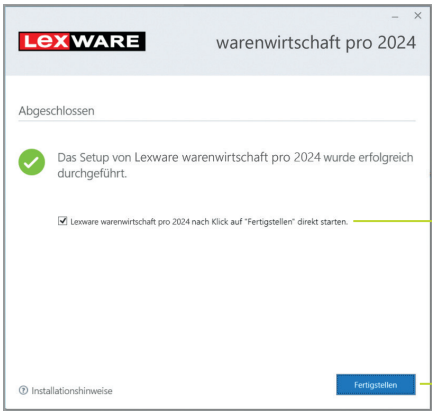 LEXWARE
warenwirtschaft pro 2024
Abgeschlossen
Das Setup von Lexware warenwirtschaft pro 2024 wurde erfolgreich
durchgeführt.
Lexware warenwirtschaft pro 2024 nach Klick auf "Fertigstellen" direkt starten.
Fertigstellen
Installationshinweise